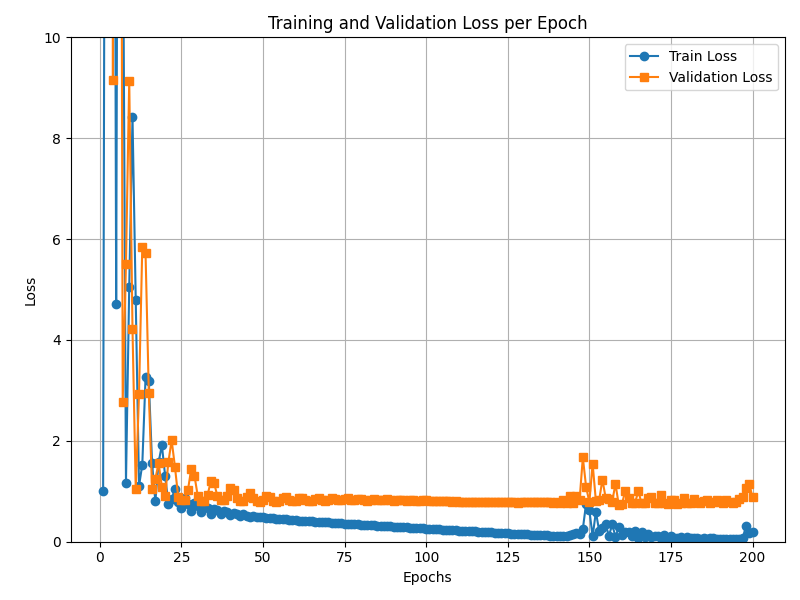 Training and Validation Loss per Epoch
Train Loss
Validation Loss
10
8
6
4
2
0
Loss
0 25 50 75 100 125 150 175 200
Epochs